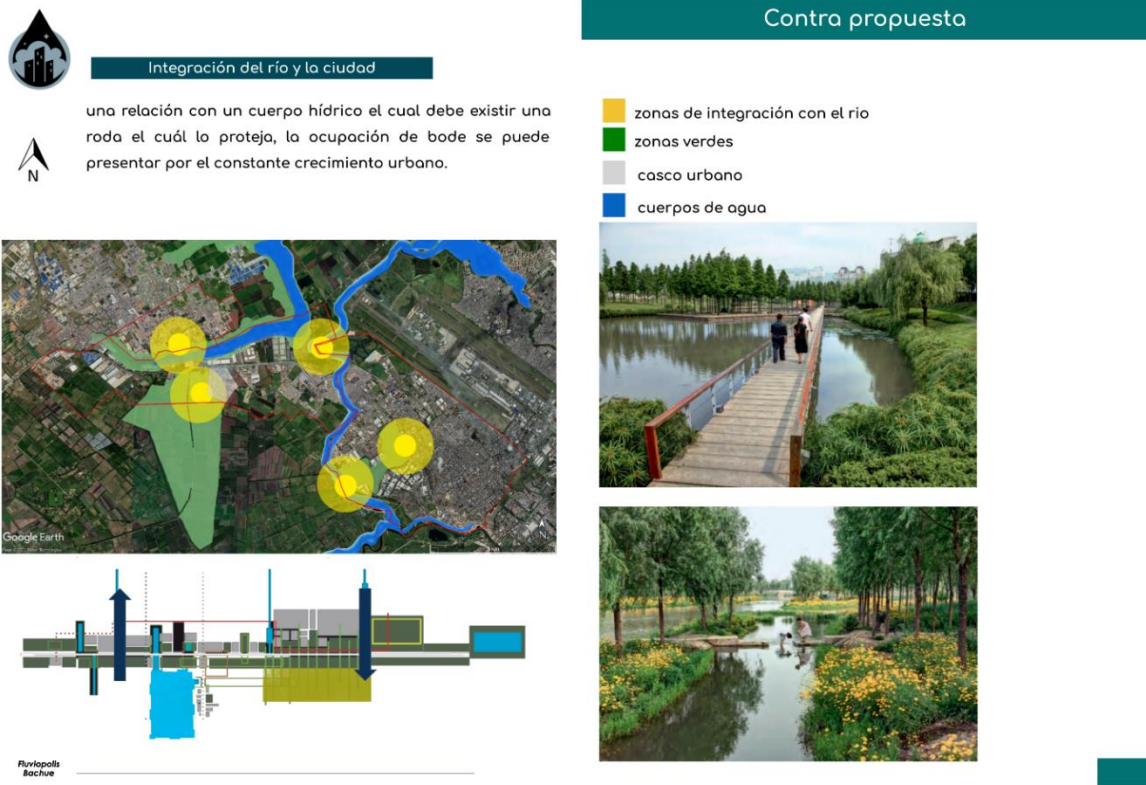 Integración del río y la ciudad
una relación con un cuerpo hídrico el cual debe existir una
roda el cuál lo proteja, la ocupación de bode se puede
presentar por el constante crecimiento urbano.
N
Google Earth
N
Fluviopolis
Bachue
Contra propuesta
zonas de integración con el rio
zonas verdes
casco urbano
cuerpos de agua